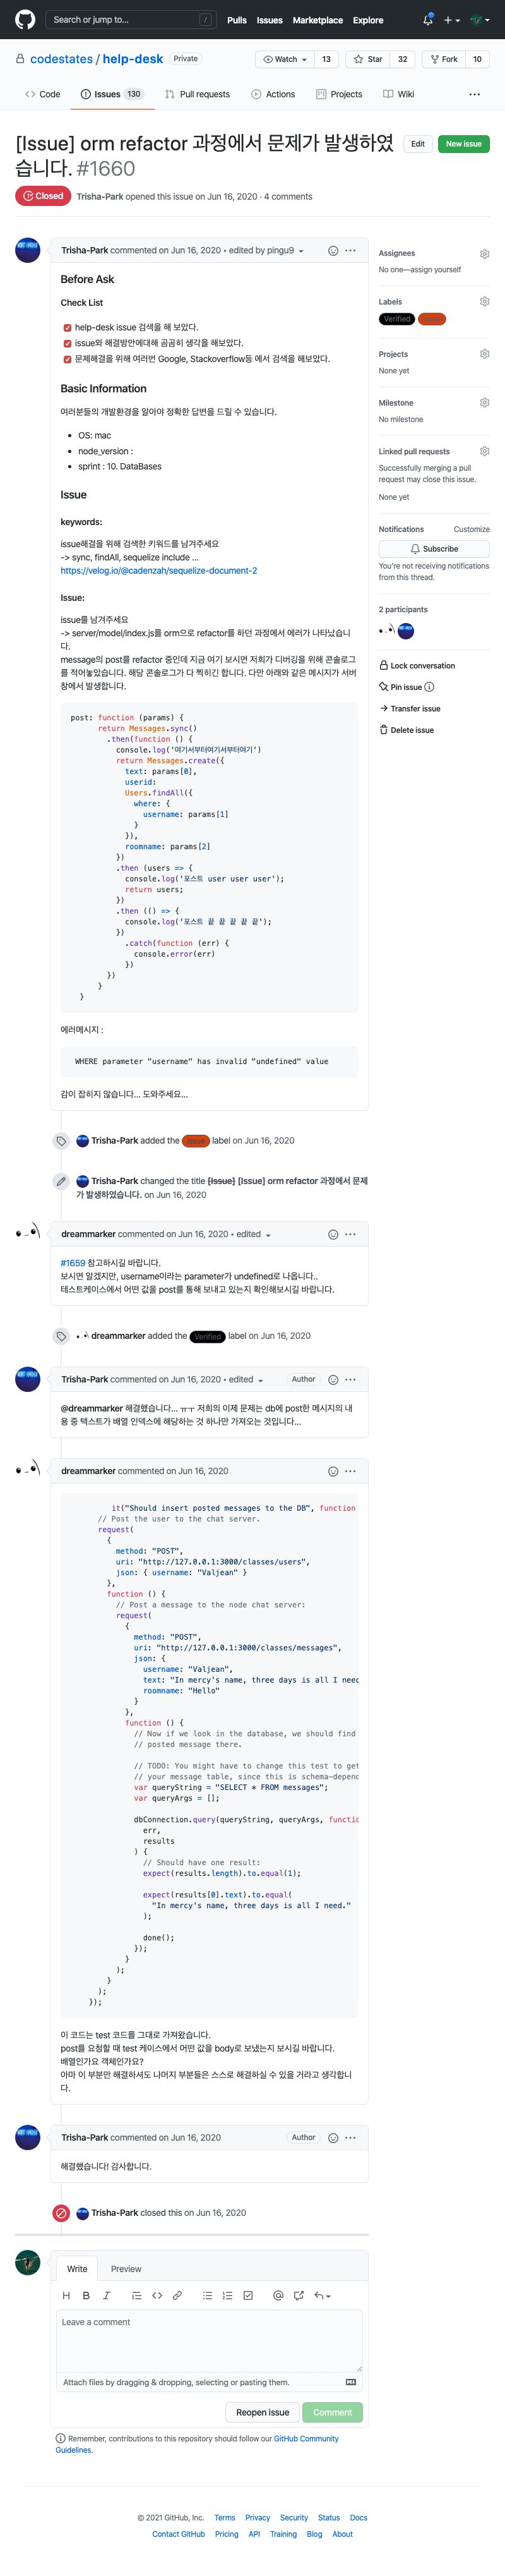 Search or jump to... /
Pulls Issues Marketplace Explore
codestates / help-desk Private
Watch 13 Star 32 Fork 10
Code Issues 130 Pull requests Actions Projects Wiki
[Issue] orm refactor 과정에서 문제가 발생하였
습니다. #1660
Edit New issue
Closed Trisha-Park opened this issue on Jun 16, 2020 · 4 comments
Trisha-Park commented on Jun 16, 2020 • edited by pingu9
Before Ask
Check List
help-desk issue 검색을 해 보았다.
issue와 해결방안에대해 곰곰히 생각을 해보았다.
문제해결을 위해 여러번 Google, Stackoverflow등 에서 검색을 해보았다.
Basic Information
여러분들의 개발환경을 알아야 정확한 답변을 드릴 수 있습니다.
OS: mac
node_version :
sprint : 10. DataBases
Issue
keywords:
issue해결을 위해 검색한 키워드를 남겨주세요
-> sync, findAll, sequelize include ...
https://velog.io/@cadenzah/sequelize-document-2
Issue:
issue를 남겨주세요
-> server/model/index.js를 orm으로 refactor를 하던 과정에서 에러가 나타났습니
다.
message의 post를 refactor 중인데 지금 여기 보시면 저희가 디버깅을 위해 콘솔로그
를 적어놓았습니다. 해당 콘솔로그가 다 찍히긴 합니다. 다만 아래와 같은 메시지가 서버
창에서 발생합니다.
post: function (params) {
return Messages.sync()
.then(function () {
console.log('여기서부터여기서부터여기')
return Messages.create({
text: params[0],
userid:
Users.findAll({
where: {
username: params[1]
}
}),
roomname: params[2]
})
.then (users => {
console.log('포스트 user user user');
return users;
})
.then (() => {
console.log('포스트 끝 끝 끝 끝 끝');
})
.catch(function (err) {
console.error(err)
})
})
}
}
에러메시지 :
WHERE parameter "username" has invalid "undefined" value
감이 잡히지 않습니다... 도와주세요...
Trisha-Park added the issue label on Jun 16, 2020
Trisha-Park changed the title [Issue] [Issue] orm refactor 과정에서 문제
가 발생하였습니다. on Jun 16, 2020
dreammarker commented on Jun 16, 2020 • edited
#1659 참고하시길 바랍니다.
보시면 알겠지만, username이라는 parameter가 undefined로 나옵니다..
테스트케이스에서 어떤 값을 post를 통해 보내고 있는지 확인해보시길 바랍니다.
dreammarker added the Verified label on Jun 16, 2020
Trisha-Park commented on Jun 16, 2020 • edited Author
@dreammarker 해결했습니다... ㅠㅜ 저희의 이제 문제는 db에 post한 메시지의 내
용 중 텍스트가 배열 인덱스에 해당하는 것 하나만 가져오는 것입니다...
dreammarker commented on Jun 16, 2020
it("Should insert posted messages to the DB", function
// Post the user to the chat server.
request(
{
method: "POST",
uri: "http://127.0.0.1:3000/classes/users",
json: { username: "Valjean" }
},
function () {
// Post a message to the node chat server:
request(
{
method: "POST",
uri: "http://127.0.0.1:3000/classes/messages",
json: {
username: "Valjean",
text: "In mercy's name, three days is all I need
roomname: "Hello"
}
},
function () {
// Now if we look in the database, we should find
// posted message there.
// TODO: You might have to change this test to get
// your message table, since this is schema-depend
var queryString = "SELECT * FROM messages";
var queryArgs = [];
dbConnection.query(queryString, queryArgs, functio
err,
results
) {
// Should have one result:
expect(results.length).to.equal(1);
expect(results[0].text).to.equal(
"In mercy's name, three days is all I need."
);
done();
});
}
);
}
);
});
이 코드는 test 코드를 그대로 가져왔습니다.
post를 요청할 때 test 케이스에서 어떤 값을 body로 보냈는지 보시길 바랍니다.
배열인가요 객체인가요?
아마 이 부분만 해결하셔도 나머지 부분들은 스스로 해결하실 수 있을 거라고 생각합니
다.
Trisha-Park commented on Jun 16, 2020 Author
해결했습니다! 감사합니다.
Trisha-Park closed this on Jun 16, 2020
Write Preview
Leave a comment
Attach files by dragging & dropping, selecting or pasting them.
Reopen issue Comment
Remember, contributions to this repository should follow our GitHub Community
Guidelines.
Assignees
No one—assign yourself
Labels
Verified issue
Projects
None yet
Milestone
No milestone
Linked pull requests
Successfully merging a pull
request may close this issue.
None yet
Notifications Customize
Subscribe
You're not receiving notifications
from this thread.
2 participants
Lock conversation
Pin issue
Transfer issue
Delete issue
© 2021 GitHub, Inc. Terms Privacy Security Status Docs
Contact GitHub Pricing API Training Blog About